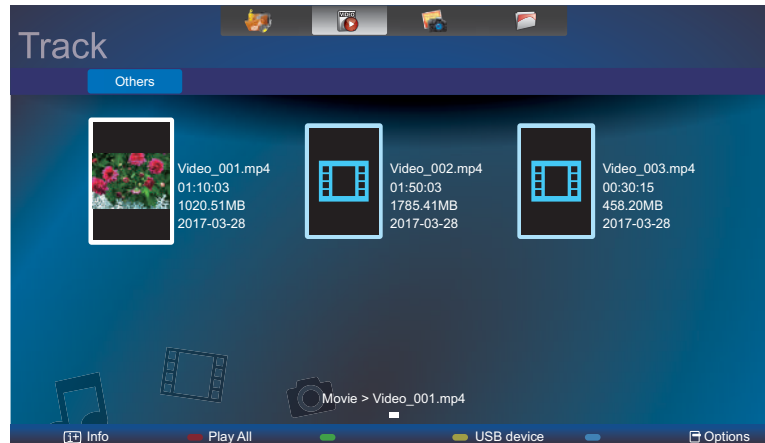 VIDEO
Track
Others
Video_001.mp4
01:10:03
1020.51MB
2017-03-28
Video_002.mp4
01:50:03
1785.41MB
2017-03-28
Video_003.mp4
00:30:15
458.20MB
2017-03-28
Movie > Video_001.mp4
i+ Info
Play All
USB device
Options